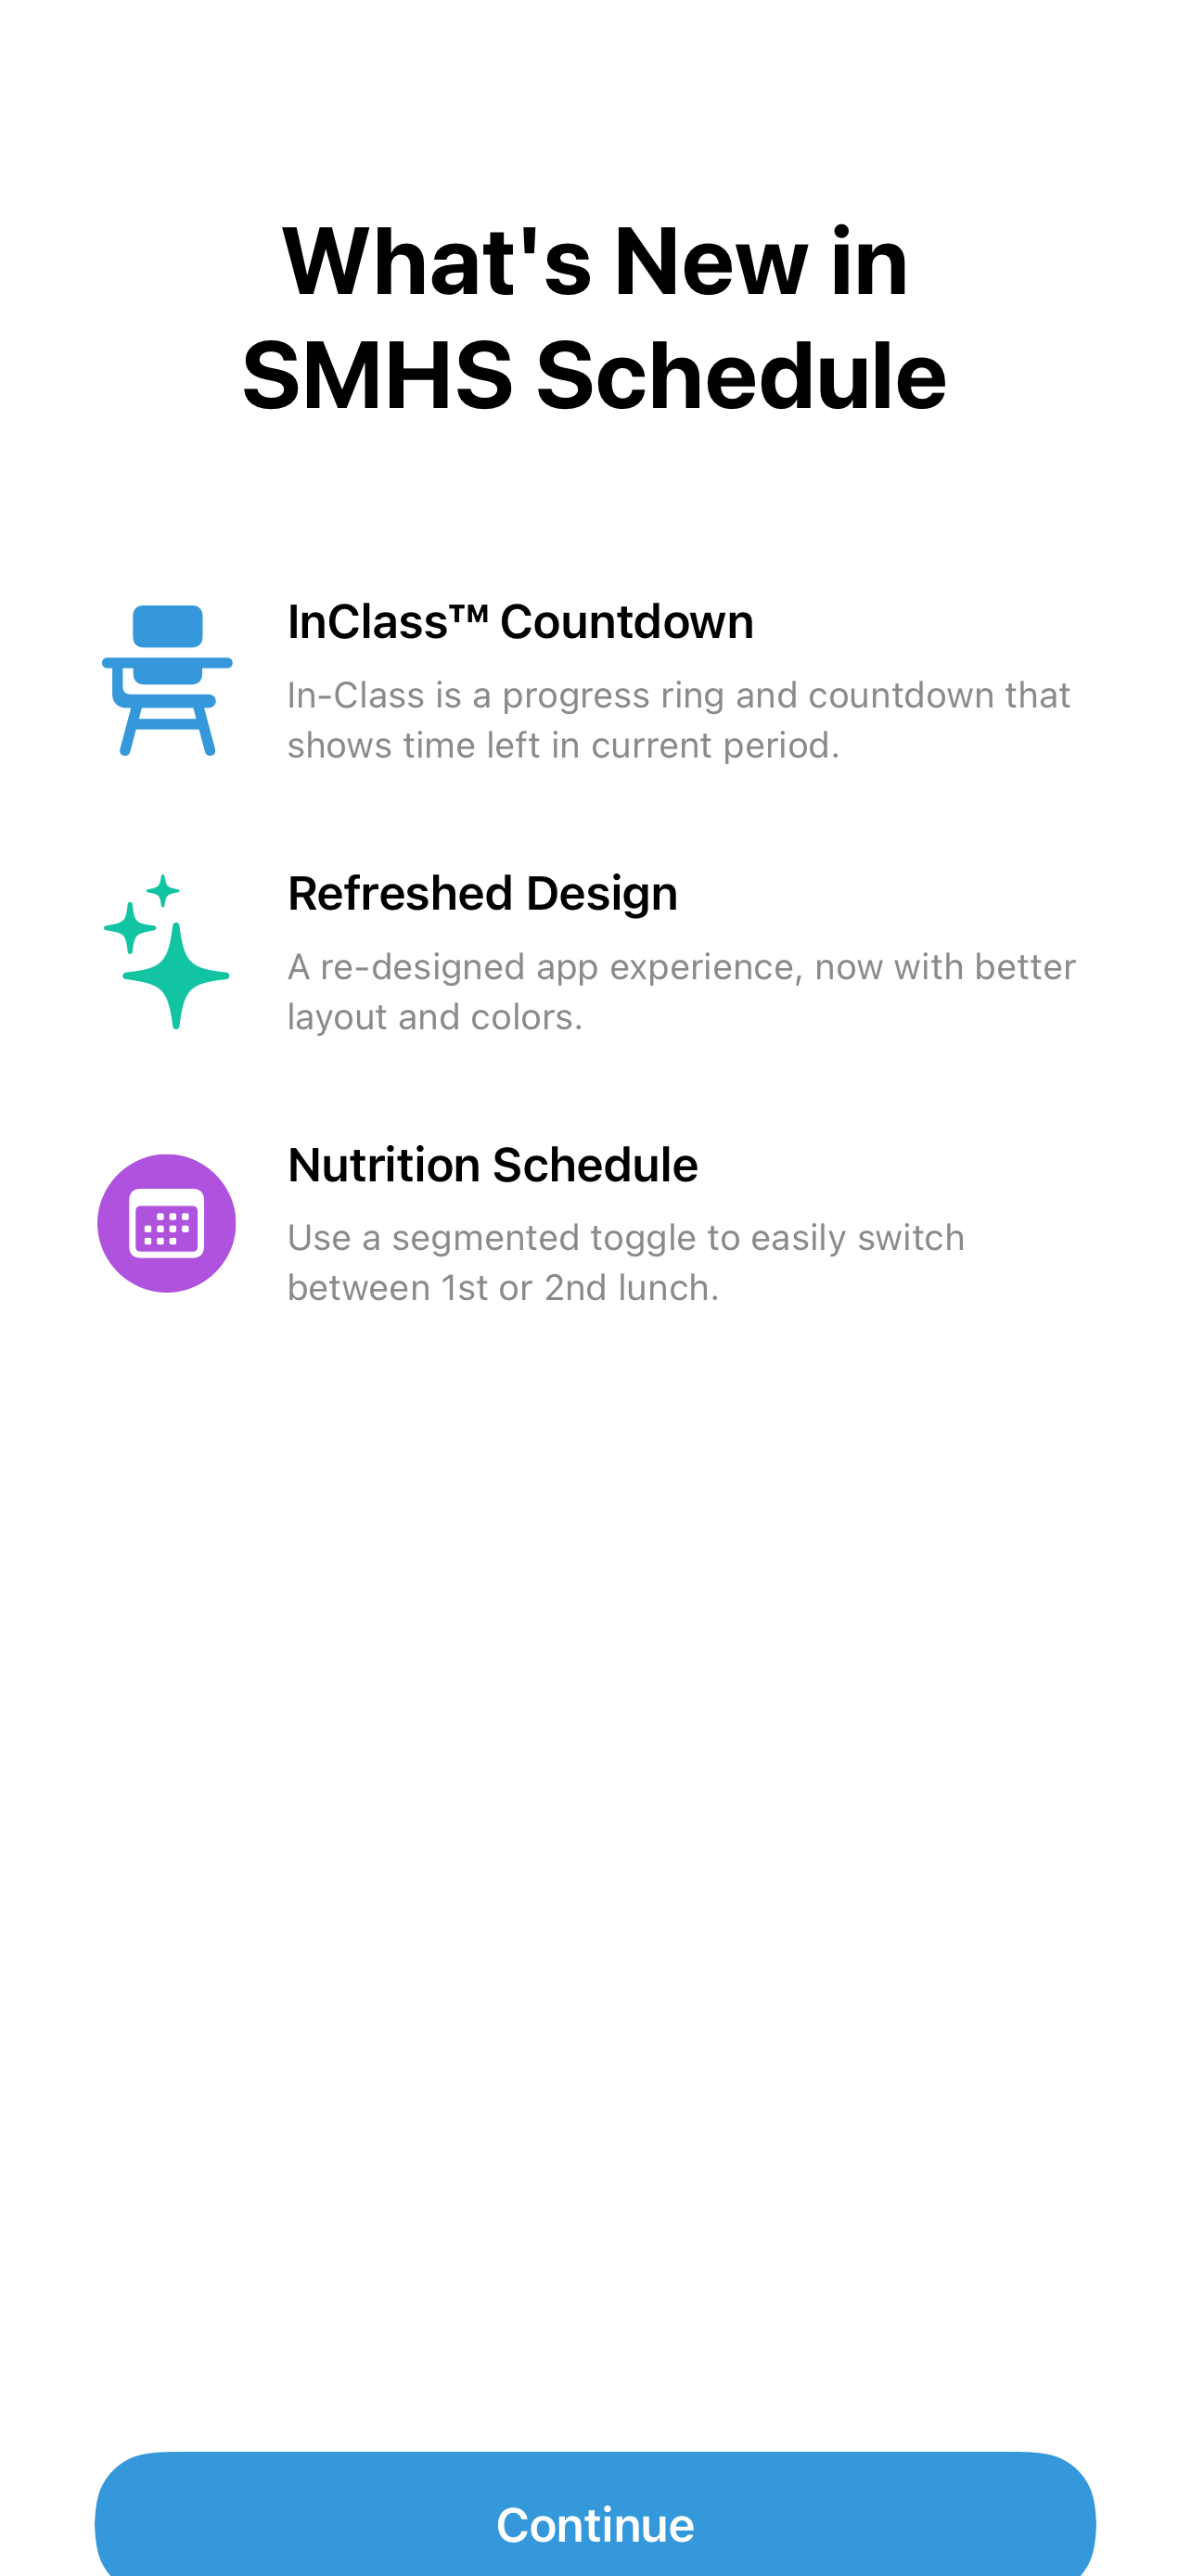 What's New in
SMHS Schedule
InClass™ Countdown
In-Class is a progress ring and countdown that
shows time left in current period.
Refreshed Design
A re-designed app experience, now with better
layout and colors.
Nutrition Schedule
Use a segmented toggle to easily switch
between 1st or 2nd lunch.
Continue